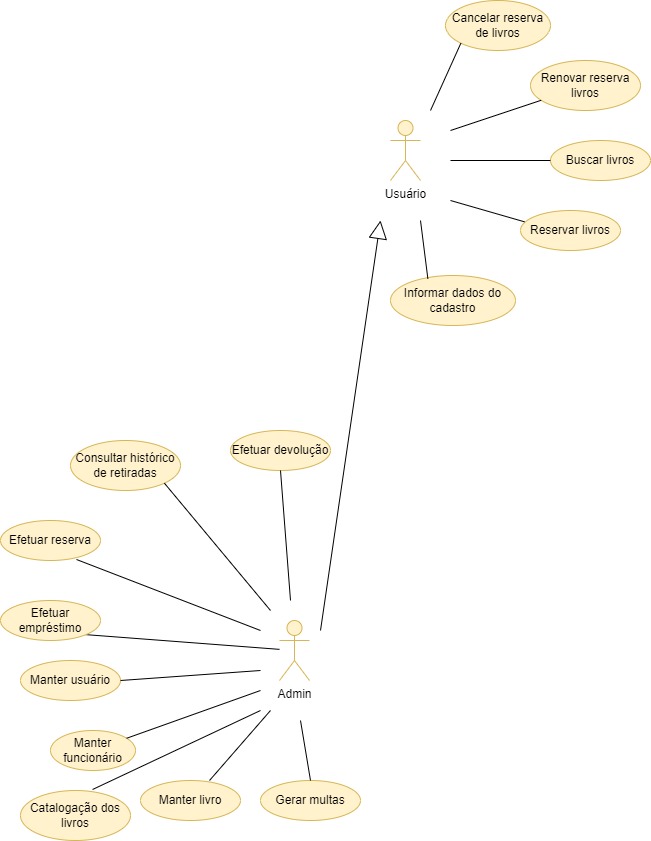 Cancelar reserva
de livros
Renovar reserva
livros
Buscar livros
Usuário
Reservar livros
Informar dados do
cadastro
Efetuar devolução
Consultar histórico
de retiradas
Efetuar reserva
Efetuar
empréstimo
Manter usuário
Admin
Manter
funcionário
Catalogação dos
livros
Manter livro
Gerar multas